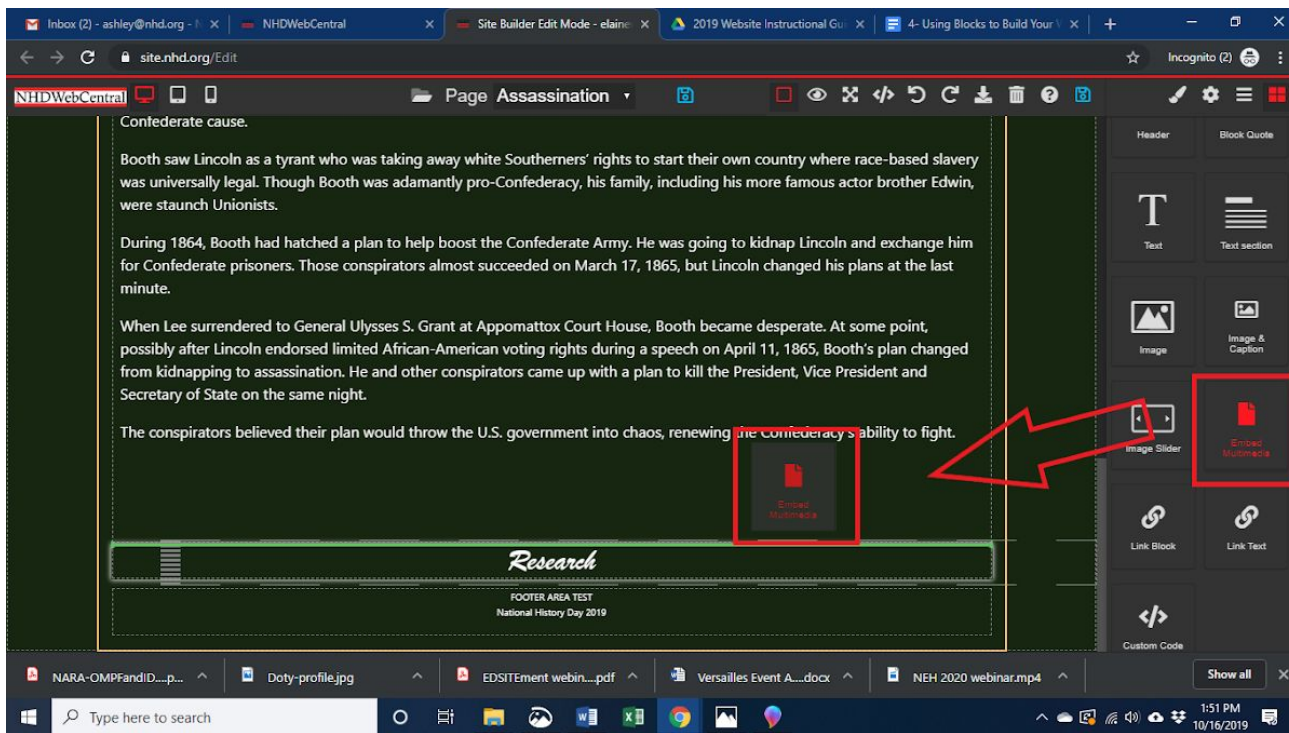 Inbox (2) - ashley@nhd.org - N
NHDWebCentral
Site Builder Edit Mode - elaine
2019 Website Instructional Gui
4- Using Blocks to Build Your W
site.nhd.org/Edit
Incognito (2)
NHDWebCentral
Page Assassination
Confederate cause.
Booth saw Lincoln as a tyrant who was taking away white Southerners' rights to start their own country where race-based slavery
was universally legal. Though Booth was adamantly pro-Confederacy, his family, including his more famous actor brother Edwin,
were staunch Unionists.
During 1864, Booth had hatched a plan to help boost the Confederate Army. He was going to kidnap Lincoln and exchange him
for Confederate prisoners. Those conspirators almost succeeded on March 17, 1865, but Lincoln changed his plans at the last
minute.
When Lee surrendered to General Ulysses S. Grant at Appomattox Court House, Booth became desperate. At some point,
possibly after Lincoln endorsed limited African-American voting rights during a speech on April 11, 1865, Booth's plan changed
from kidnapping to assassination. He and other conspirators came up with a plan to kill the President, Vice President and
Secretary of State on the same night.
The conspirators believed their plan would throw the U.S. government into chaos, renewing the Confederacy's ability to fight.
Embed
Multimedia
Research
FOOTER AREA TEST
National History Day 2019
Header
Block Quote
T
Text
Text section
Image
Image &
Caption
Image Slider
Embed
Multimedia
Link Block
Link Text
Custom Code
NARA-OMPFandID....p...
Doty-profile.jpg
EDSITEment webin....pdf
Versailles Event A....docx
NEH 2020 webinar.mp4
Show all
Type here to search
1:51 PM
10/16/2019